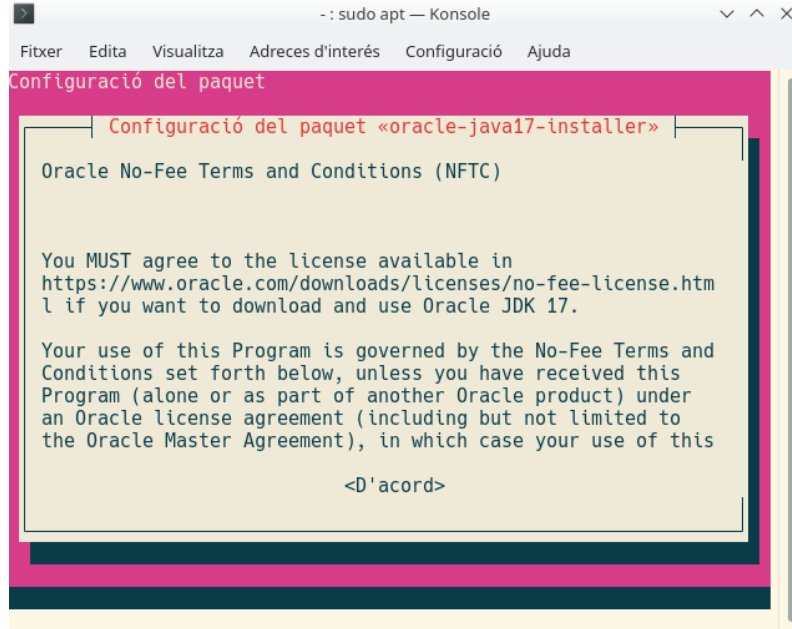 - : sudo apt — Konsole
Fitxer Edita Visualitza Adreces d'interés Configuració Ajuda
Configuració del paquet
Configuració del paquet «oracle-java17-installer»
Oracle No-Fee Terms and Conditions (NFTC)
You MUST agree to the license available in
https://www.oracle.com/downloads/licenses/no-fee-license.htm
l if you want to download and use Oracle JDK 17.
Your use of this Program is governed by the No-Fee Terms and
Conditions set forth below, unless you have received this
Program (alone or as part of another Oracle product) under
an Oracle license agreement (including but not limited to
the Oracle Master Agreement), in which case your use of this
<D'acord>